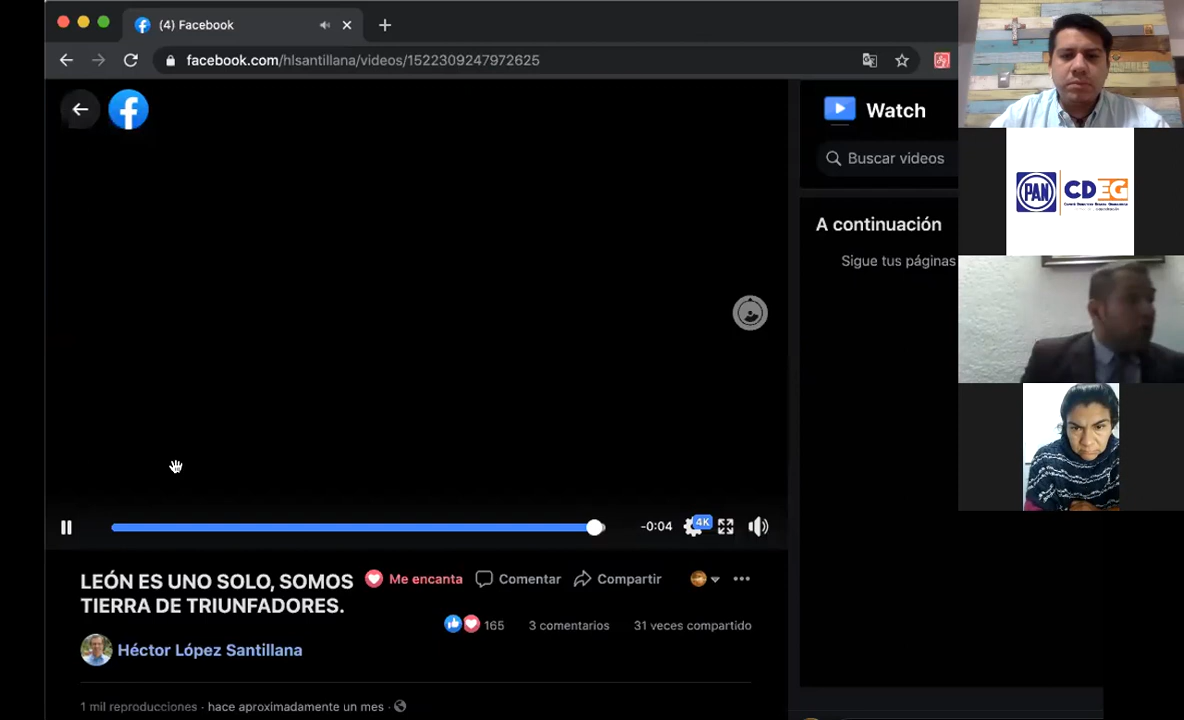 (4) Facebook
facebook.com/hlsantillana/videos/1522309247972625
Watch
Buscar videos
A continuación
Sigue tus páginas
PAN
CDEG
-0:04
4K
LEÓN ES UNO SOLO, SOMOS
TIERRA DE TRIUNFADORES.
Me encanta
Comentar
Compartir
165
3 comentarios
31 veces compartido
Héctor López Santillana
1 mil reproducciones · hace aproximadamente un mes ·